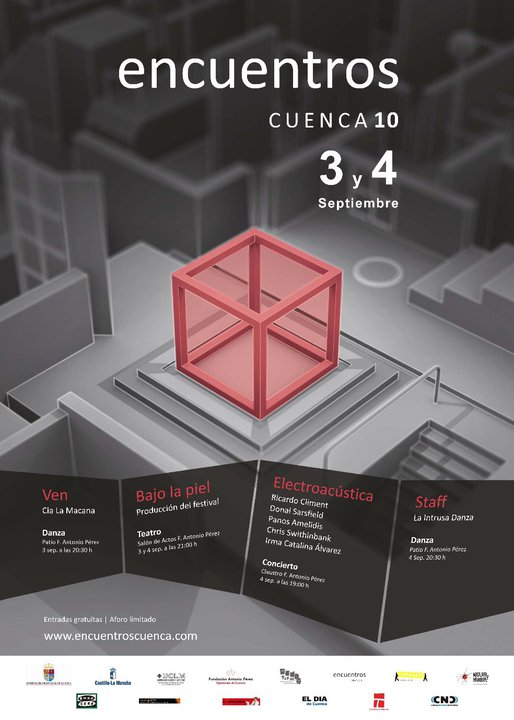 encuentros
CUENCA 10
3 y 4
Septiembre
Ven
Cía La Macana
Danza
Patio F. Antonio Pérez
3 sep. a las 20:30 h
Bajo la piel
Producción del festival
Teatro
Salón de Actos F. Antonio Pérez
3 y 4 sep. a las 21:00 h
Electroacústica
Ricardo Climent
Donal Sarsfield
Panos Amelidis
Chris Swithinbank
Irma Catalina Álvarez
Concierto
Claustro F. Antonio Pérez
4 sep. a las 19:00 h
Staff
La Intrusa Danza
Danza
Patio F. Antonio Pérez
4 Sep. 20:30 h
Entradas gratuitas | Aforo limitado
www.encuentroscuenca.com
Castilla-La Mancha
UCLM
Fundación Antonio Pérez
encuentros
EL DIA
de Cuenca
CND